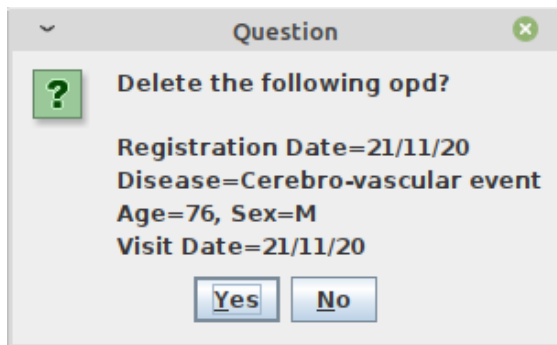 Question
Delete the following opd?
Registration Date=21/11/20
Disease=Cerebro-vascular event
Age=76, Sex=M
Visit Date=21/11/20
Yes No